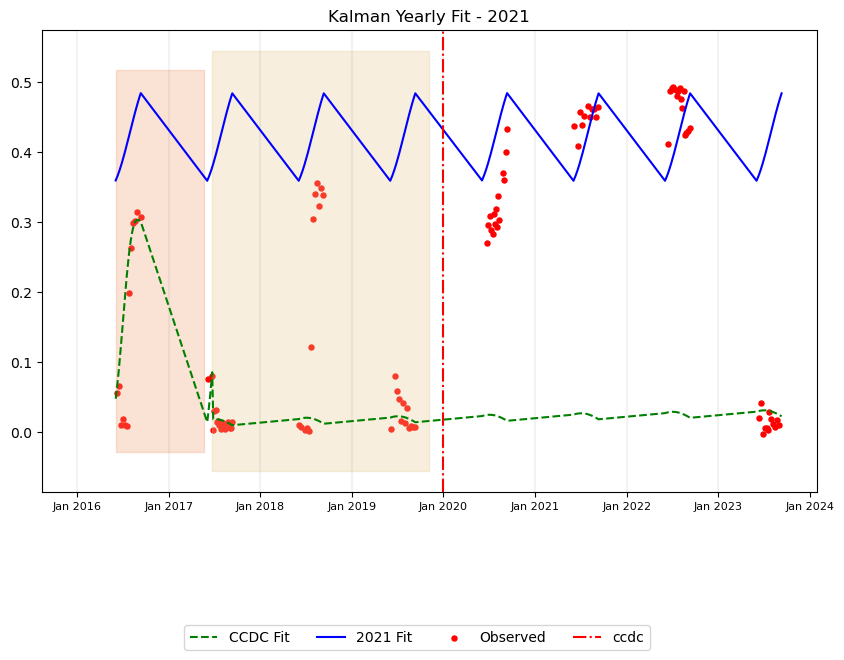 Kalman Yearly Fit - 2021
0.5
0.4
0.3
0.2
0.1
0.0
Jan 2016 Jan 2017 Jan 2018 Jan 2019 Jan 2020 Jan 2021 Jan 2022 Jan 2023 Jan 2024
CCDC Fit 2021 Fit Observed ccdc